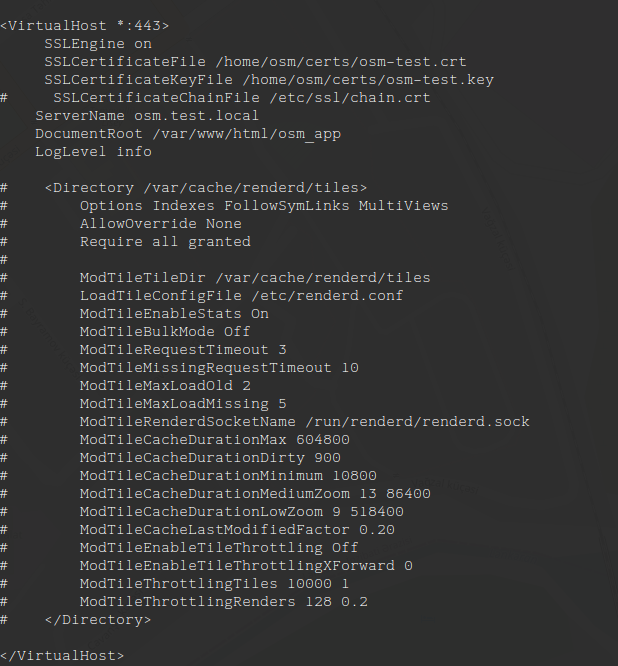 <VirtualHost *:443>
     SSLEngine on
     SSLCertificateFile /home/osm/certs/osm-test.crt
     SSLCertificateKeyFile /home/osm/certs/osm-test.key
#     SSLCertificateChainFile /etc/ssl/chain.crt
    ServerName osm.test.local
    DocumentRoot /var/www/html/osm_app
    LogLevel info

#    <Directory /var/cache/renderd/tiles>
#        Options Indexes FollowSymLinks MultiViews
#        AllowOverride None
#        Require all granted
#
#        ModTileTileDir /var/cache/renderd/tiles
#        LoadTileConfigFile /etc/renderd.conf
#        ModTileEnableStats On
#        ModTileBulkMode Off
#        ModTileRequestTimeout 3
#        ModTileMissingRequestTimeout 10
#        ModTileMaxLoadOld 2
#        ModTileMaxLoadMissing 5
#        ModTileRenderdSocketName /run/renderd/renderd.sock
#        ModTileCacheDurationMax 604800
#        ModTileCacheDurationDirty 900
#        ModTileCacheDurationMinimum 10800
#        ModTileCacheDurationMediumZoom 13 86400
#        ModTileCacheDurationLowZoom 9 518400
#        ModTileCacheLastModifiedFactor 0.20
#        ModTileEnableTileThrottling Off
#        ModTileEnableTileThrottlingXForward 0
#        ModTileThrottlingTiles 10000 1
#        ModTileThrottlingRenders 128 0.2
#    </Directory>

</VirtualHost>